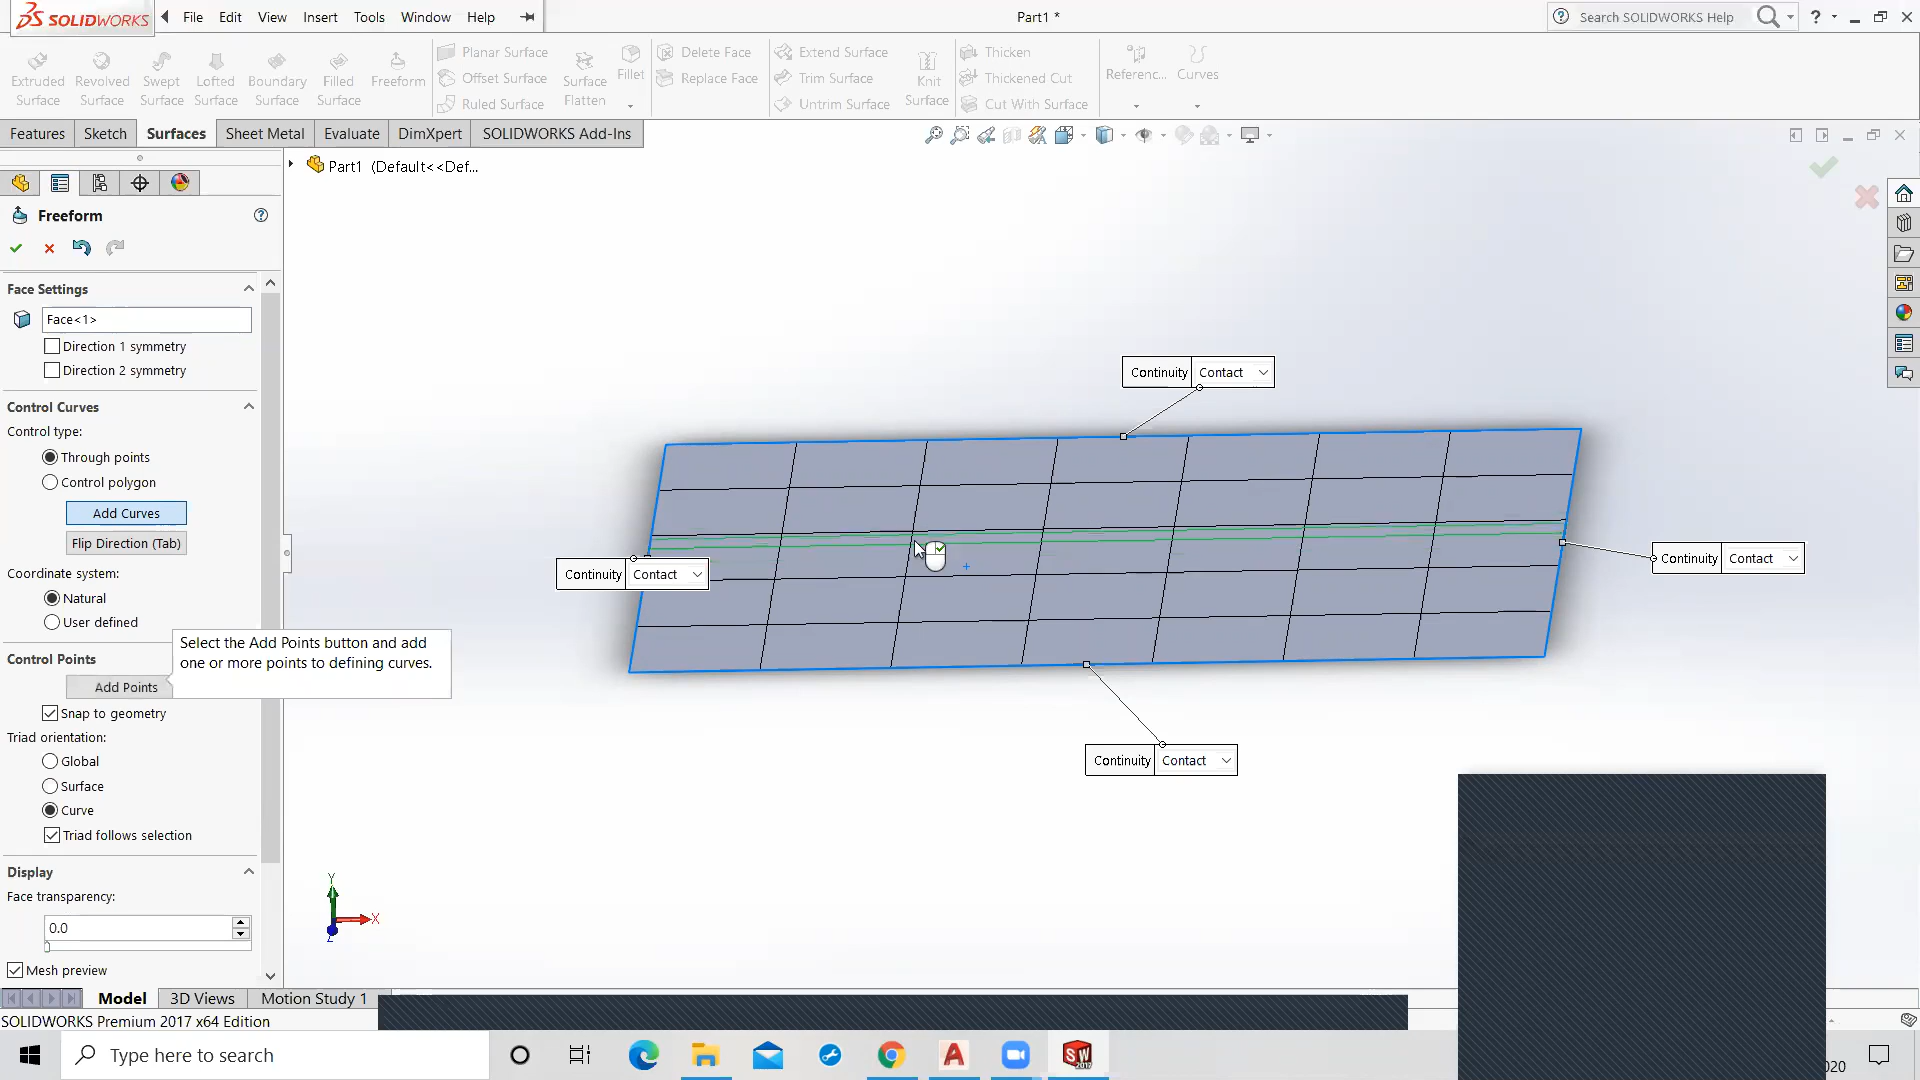 SOLIDWORKS File Edit View Insert Tools Window Help Part1 * Search SOLIDWORKS Help ?
Extruded Surface
Revolved Surface
Swept Surface
Lofted Surface
Boundary Surface
Filled Surface
Freeform
Planar Surface
Offset Surface
Ruled Surface
Surface Flatten
Fillet
Delete Face
Replace Face
Extend Surface
Trim Surface
Untrim Surface
Knit Surface
Thicken
Thickened Cut
Cut With Surface
Referenc...
Curves
Features Sketch Surfaces Sheet Metal Evaluate DimXpert SOLIDWORKS Add-Ins
Part1 (Default<<Def...
Freeform
Face Settings
Face<1>
Direction 1 symmetry
Direction 2 symmetry
Control Curves
Control type:
Through points
Control polygon
Add Curves
Flip Direction (Tab)
Coordinate system:
Natural
User defined
Control Points
Add Points
Snap to geometry
Triad orientation:
Global
Surface
Curve
Triad follows selection
Display
Face transparency:
0.0
Mesh preview
Select the Add Points button and add
one or more points to defining curves.
Continuity Contact
Continuity Contact
Continuity Contact
Continuity Contact
Y
X
Z
Model 3D Views Motion Study 1
SOLIDWORKS Premium 2017 x64 Edition
Type here to search
SW
2017
020